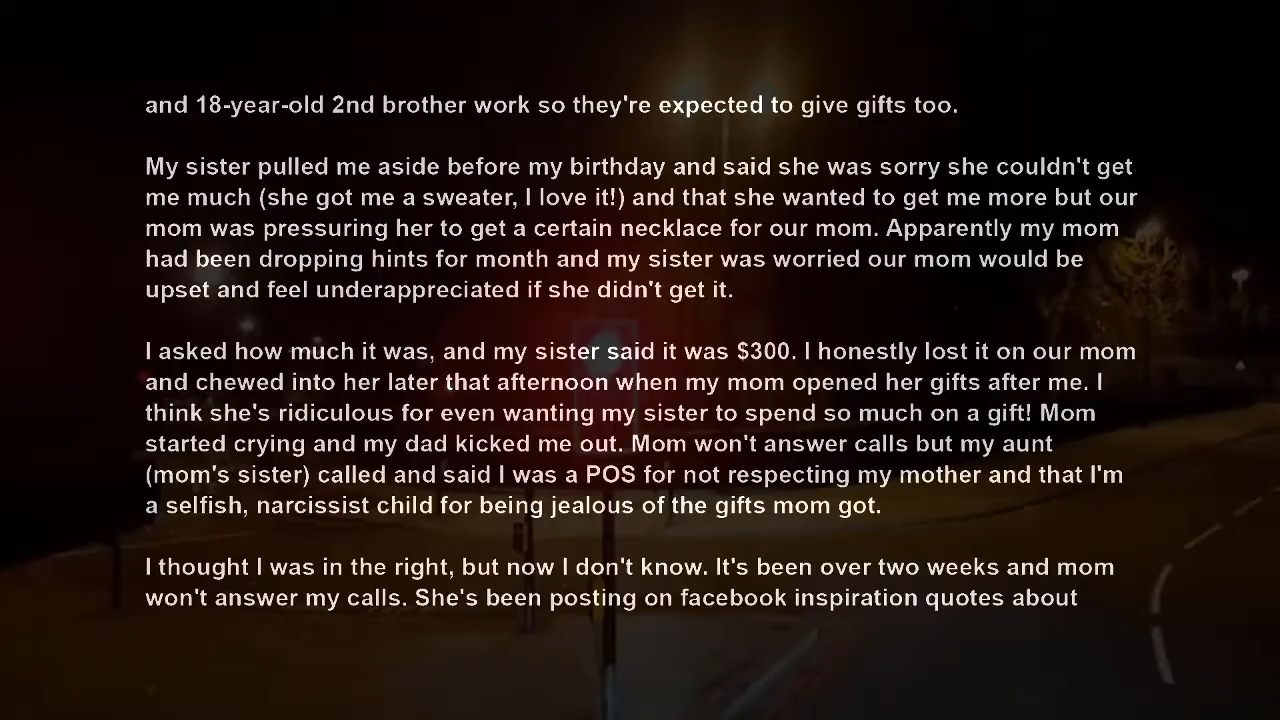 and 18-year-old 2nd brother work so they're expected to give gifts too.
My sister pulled me aside before my birthday and said she was sorry she couldn't get
me much (she got me a sweater, I love it!) and that she wanted to get me more but our
mom was pressuring her to get a certain necklace for our mom. Apparently my mom
had been dropping hints for month and my sister was worried our mom would be
upset and feel underappreciated if she didn't get it.
I asked how much it was, and my sister said it was $300. I honestly lost it on our mom
and chewed into her later that afternoon when my mom opened her gifts after me. I
think she's ridiculous for even wanting my sister to spend so much on a gift! Mom
started crying and my dad kicked me out. Mom won't answer calls but my aunt
(mom's sister) called and said I was a POS for not respecting my mother and that I'm
a selfish, narcissist child for being jealous of the gifts mom got.
I thought I was in the right, but now I don't know. It's been over two weeks and mom
won't answer my calls. She's been posting on facebook inspiration quotes about